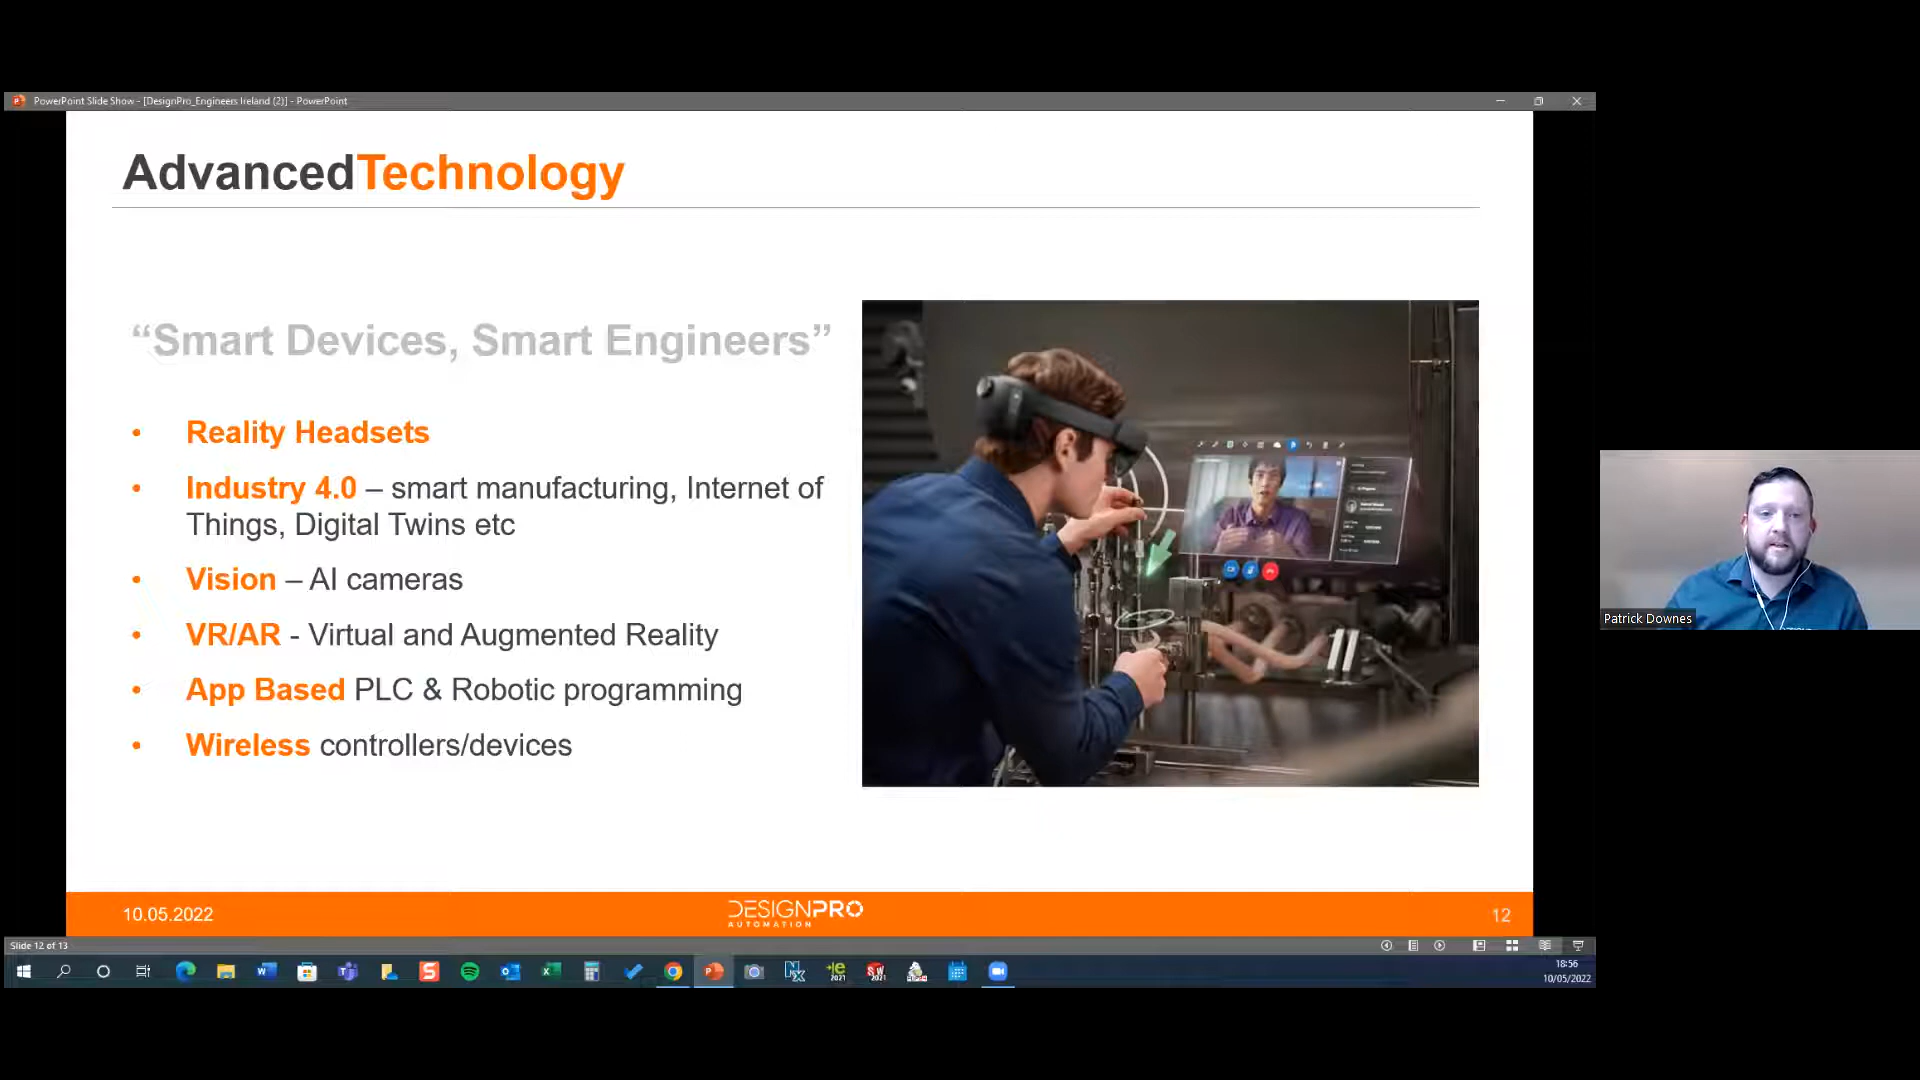 PowerPoint Slide Show - [DesignPro_Engineers Ireland (2)] - PowerPoint
AdvancedTechnology
“Smart Devices, Smart Engineers”
• Reality Headsets
• Industry 4.0 – smart manufacturing, Internet of
Things, Digital Twins etc
• Vision – AI cameras
• VR/AR - Virtual and Augmented Reality
• App Based PLC & Robotic programming
• Wireless controllers/devices
Patrick Downes
10.05.2022
DESIGNPRO
AUTOMATION
12
Slide 12 of 13
18:56
10/05/2022